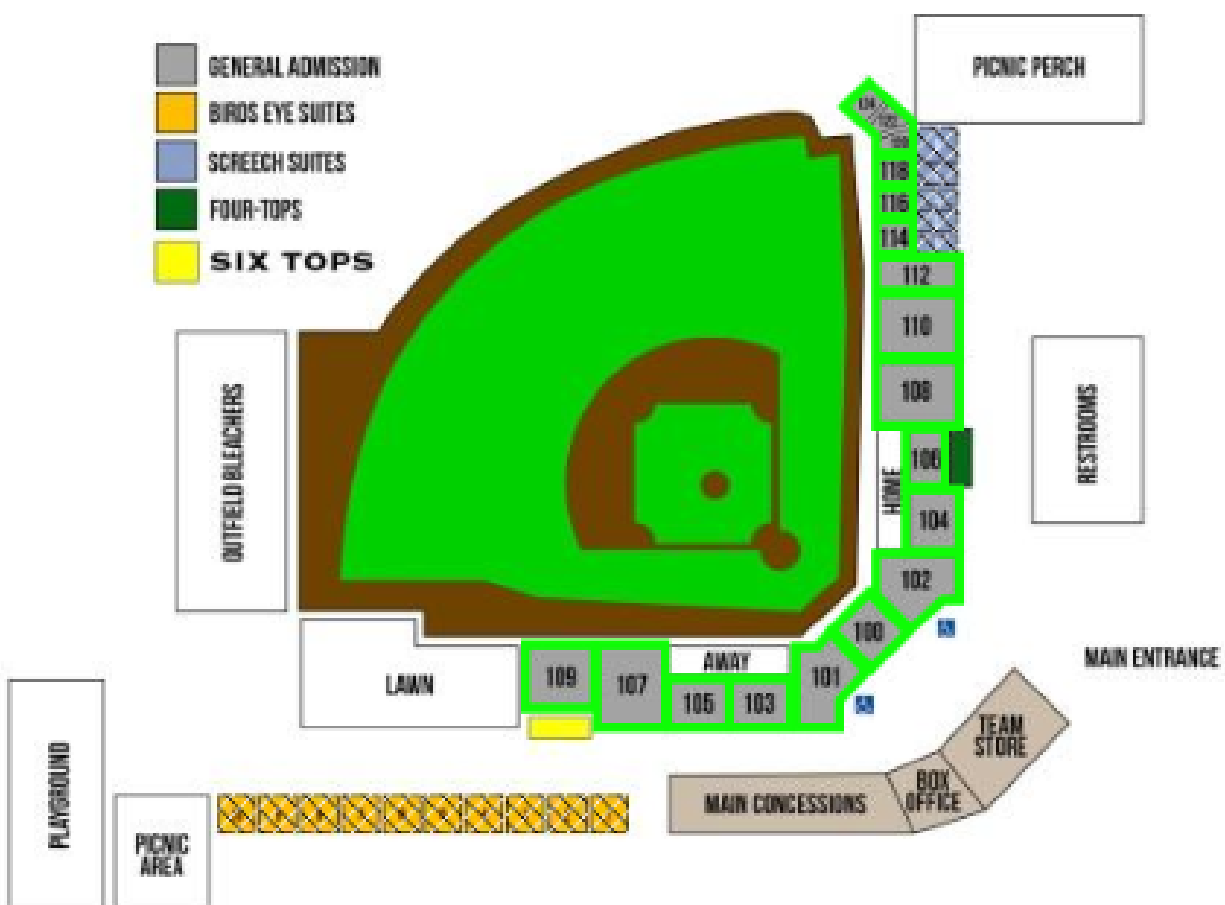 GENERAL ADMISSION
BIRDS EYE SUITES
SCREECH SUITES
FOUR-TOPS
SIX TOPS
PICNIC PERCH
118
116
114
112
110
108
106
104
102
100
101
103
105
107
109
HOME
AWAY
RESTROOMS
OUTFIELD BLEACHERS
LAWN
MAIN ENTRANCE
TEAM
STORE
BOX
OFFICE
MAIN CONCESSIONS
PLAYGROUND
PICNIC
AREA